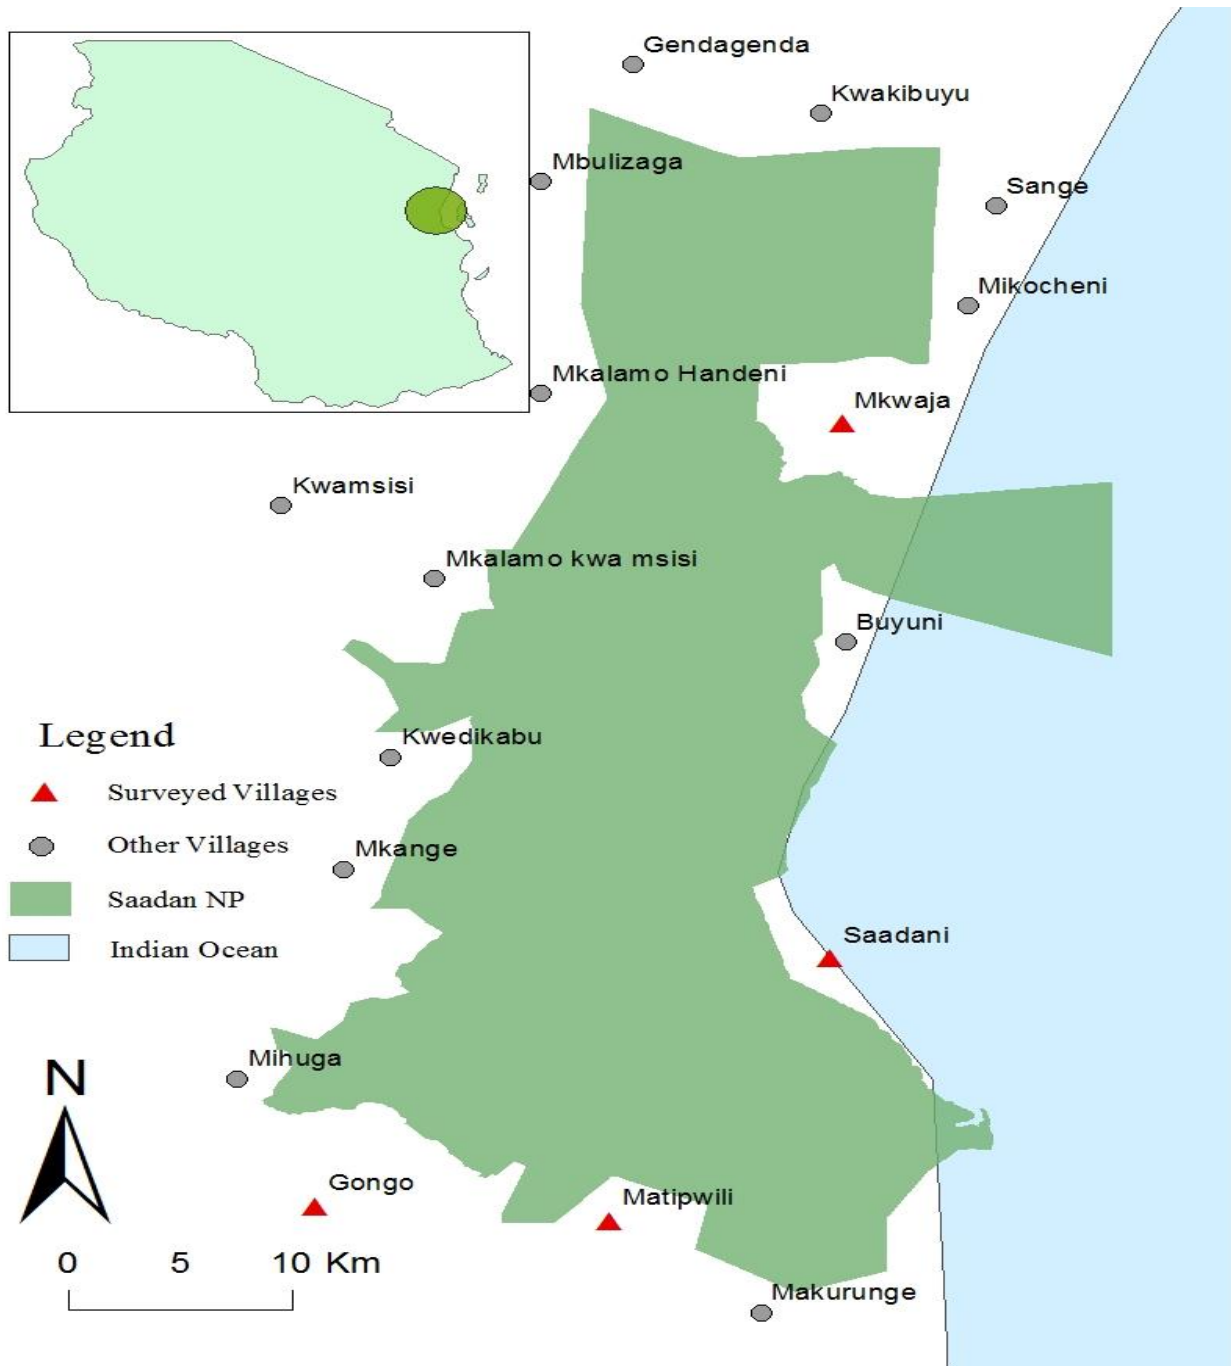 Gendagenda
Kwakibuyu
Mbulizaga
Sange
Mikocheni
Mkalamo Handeni
Mkwaja
Kwamsisi
Mkalamo kwa msisi
Buyuni
Legend
Kwedikabu
Surveyed Villages
Other Villages
Mkange
Saadan NP
Saadani
Indian Ocean
N
Mihuga
Gongo
Matipwili
0 5 10 Km
Makurunge